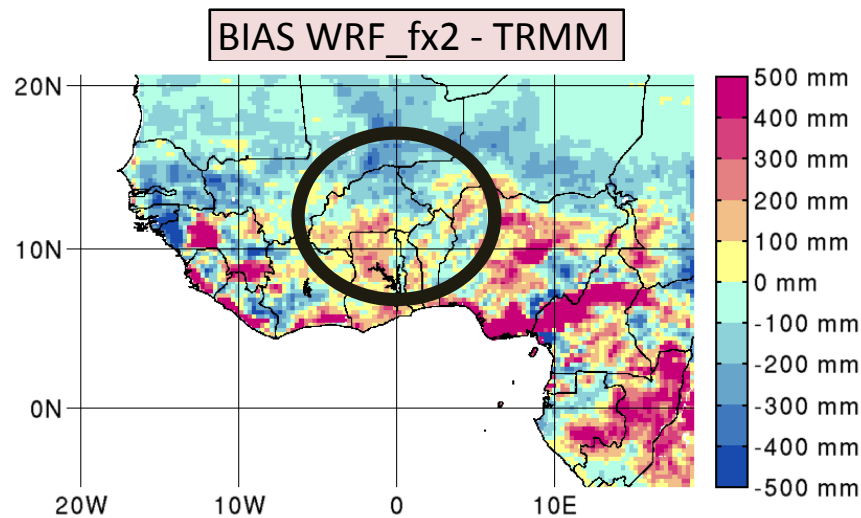 BIAS WRF_fx2 - TRMM
20N
10N
0N
20W
10W
0
10E
500 mm
400 mm
300 mm
200 mm
100 mm
0 mm
-100 mm
-200 mm
-300 mm
-400 mm
-500 mm